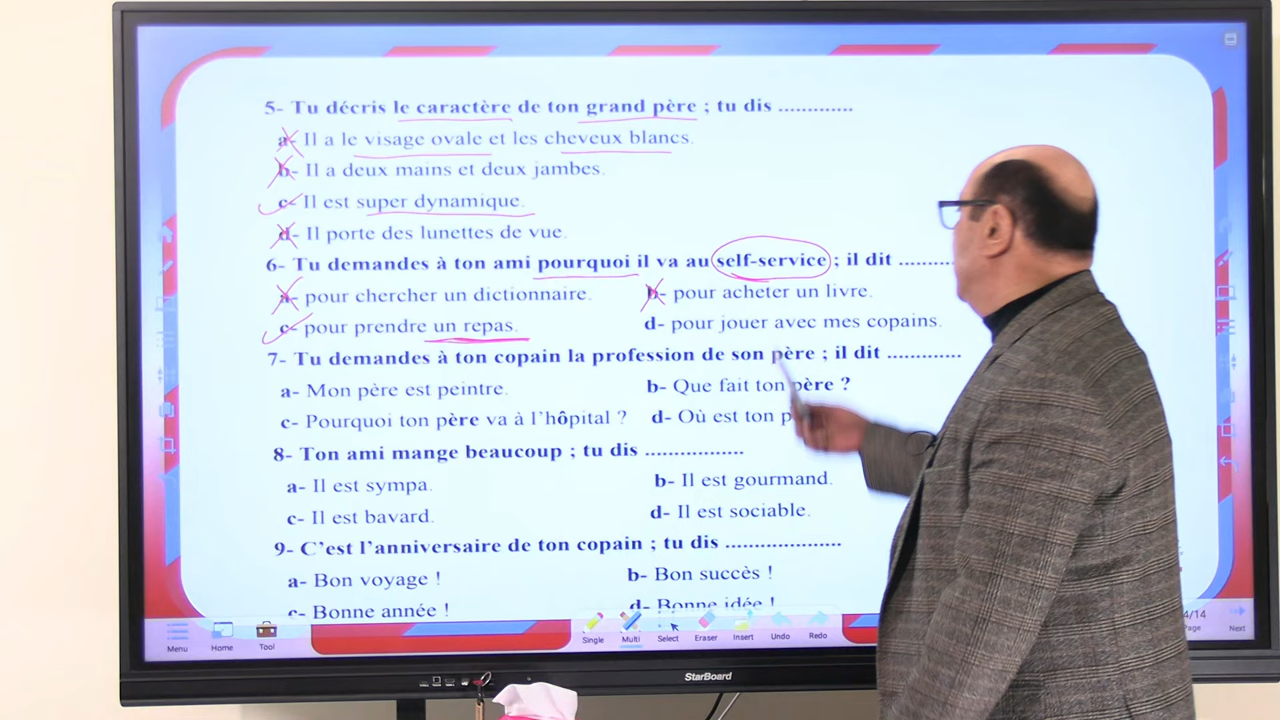 5- Tu décris le caractère de ton grand père ; tu dis .............
a- Il a le visage ovale et les cheveux blancs.
b- Il a deux mains et deux jambes.
c- Il est super dynamique.
d- Il porte des lunettes de vue.
6- Tu demandes à ton ami pourquoi il va au self-service ; il dit ..........
a- pour chercher un dictionnaire. b- pour acheter un livre.
c- pour prendre un repas. d- pour jouer avec mes copains.
7- Tu demandes à ton copain la profession de son père ; il dit .............
a- Mon père est peintre. b- Que fait ton père ?
c- Pourquoi ton père va à l'hôpital ? d- Où est ton p
8- Ton ami mange beaucoup ; tu dis .................
a- Il est sympa. b- Il est gourmand.
c- Il est bavard. d- Il est sociable.
9- C'est l'anniversaire de ton copain ; tu dis ....................
a- Bon voyage ! b- Bon succès !
c- Bonne année ! d- Bonne idée !
Menu Home Tool Single Multi Select Eraser Insert Undo Redo 4/14 Page Next
StarBoard